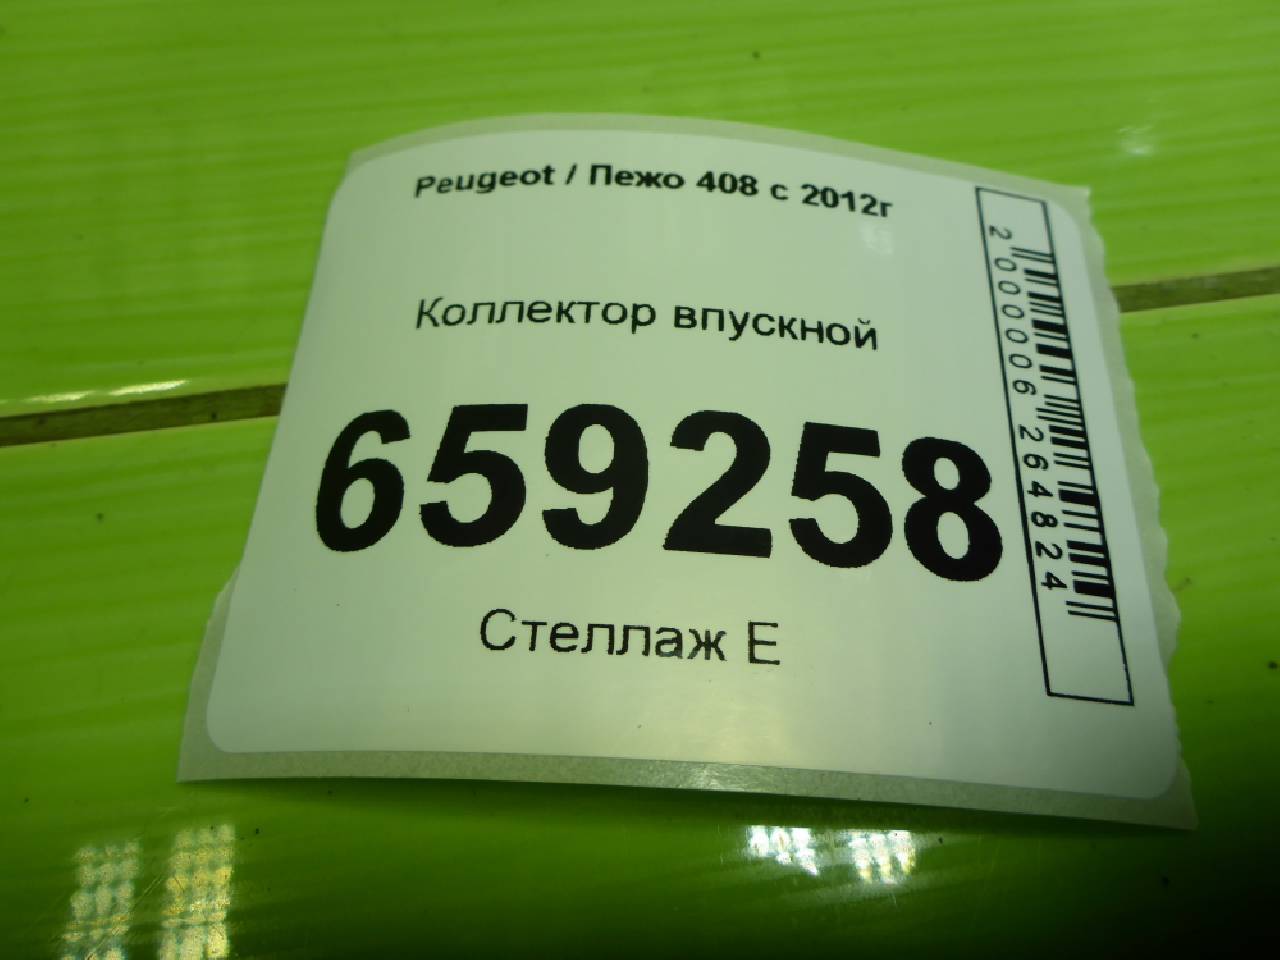 Peugeot / Пежо 408 с 2012г
Коллектор впускной
659258
Стеллаж Е
2000006264824